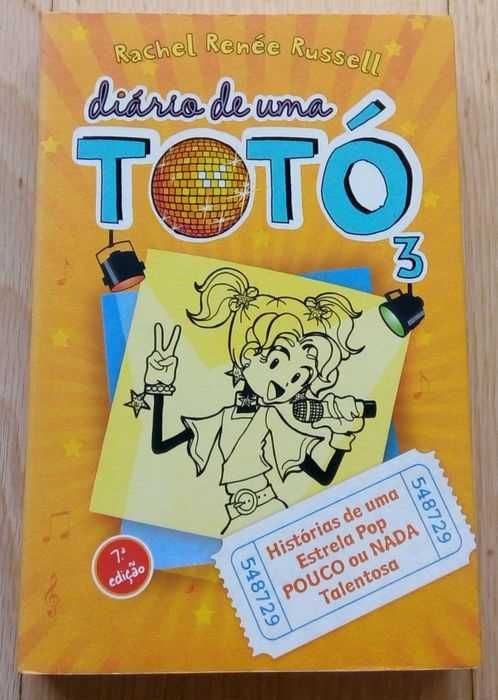 Rachel Renée Russell
diário de uma
TOTÓ
3
548729
Histórias de uma
Estrela Pop
POUCO ou NADA
Talentosa
548729
7.ª
edição